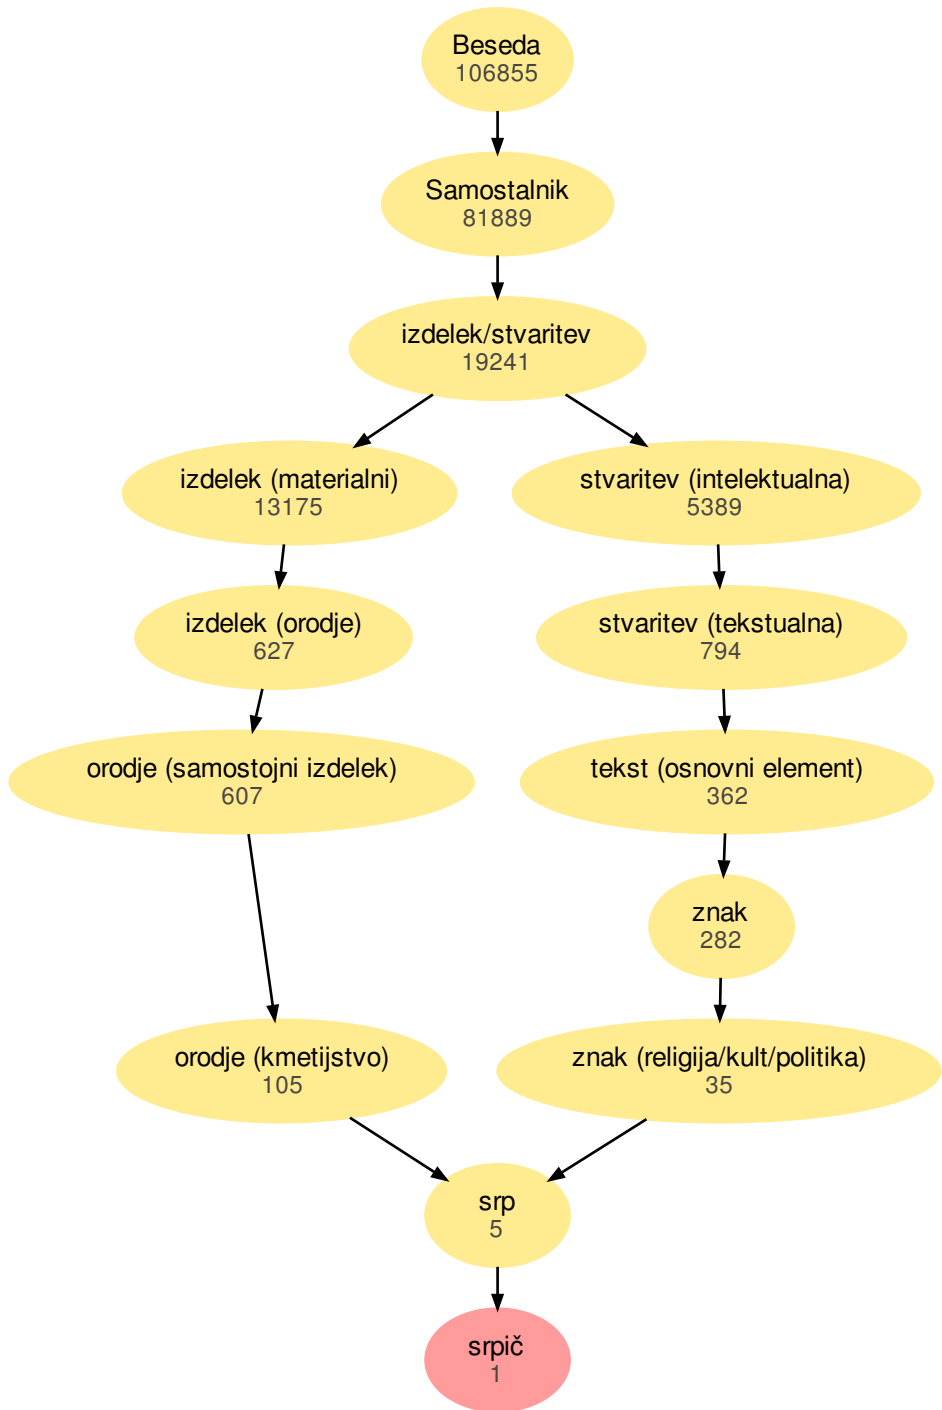 Beseda
106855
Samostalnik
81889
izdelek/stvaritev
19241
izdelek (materialni)
13175
stvaritev (intelektualna)
5389
izdelek (orodje)
627
stvaritev (tekstualna)
794
orodje (samostojni izdelek)
607
tekst (osnovni element)
362
znak
282
orodje (kmetijstvo)
105
znak (religija/kult/politika)
35
srp
5
srpič
1